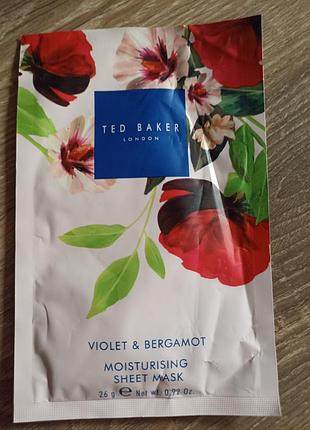 TED BAKER
LONDON
VIOLET & BERGAMOT
MOISTURISING
SHEET MASK
26 g ℮ Net wt. 0.92 Oz.